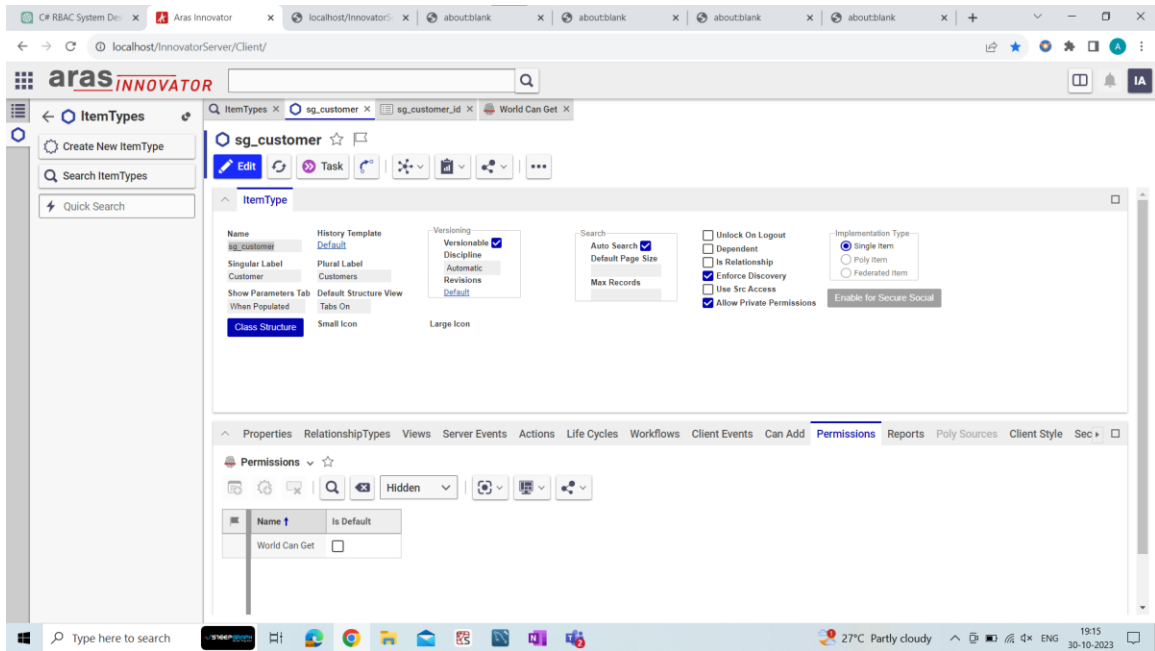 C# RBAC System Des
Aras Innovator
localhost/InnovatorSe
about:blank
about:blank
about:blank
about:blank
localhost/InnovatorServer/Client/
A
aras INNOVATOR
IA
ItemTypes
Create New ItemType
Search ItemTypes
Quick Search
ItemTypes
sg_customer
sg_customer_id
World Can Get
sg_customer
Edit
Task
ItemType
Name
sg_customer
History Template
Default
Singular Label
Customer
Plural Label
Customers
Show Parameters Tab
When Populated
Default Structure View
Tabs On
Class Structure
Small Icon
Large Icon
Versioning
Versionable
Discipline
Automatic
Revisions
Default
Search
Auto Search
Default Page Size
Max Records
Unlock On Logout
Dependent
Is Relationship
Enforce Discovery
Use Src Access
Allow Private Permissions
Implementation Type
Single Item
Poly Item
Federated Item
Enable for Secure Social
Properties RelationshipTypes Views Server Events Actions Life Cycles Workflows Client Events Can Add Permissions Reports Poly Sources Client Style Sec
Permissions
Hidden
Name Is Default
World Can Get
Type here to search
27°C Partly cloudy
ENG
19:15
30-10-2023